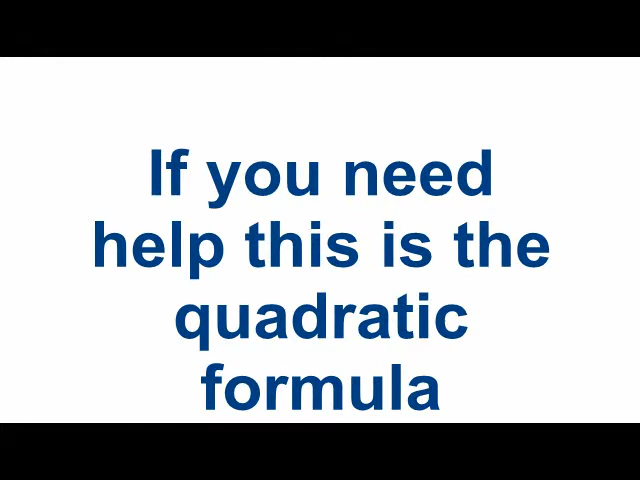 If you need
help this is the
quadratic
formula